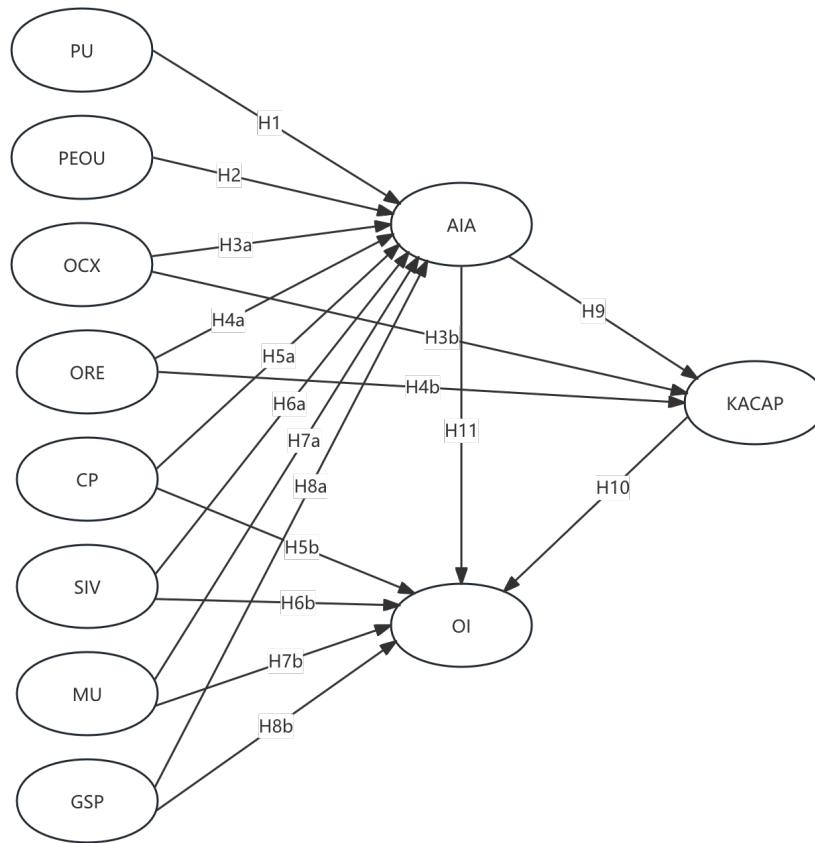 PU
H1
PEOU
H2
AIA
OCX
H3a
H4a
H9
H3b
H5a
ORE
H4b
KACAP
H6a
H11
H7a
CP
H8a
H10
H5b
SIV
H6b
OI
H7b
MU
H8b
GSP